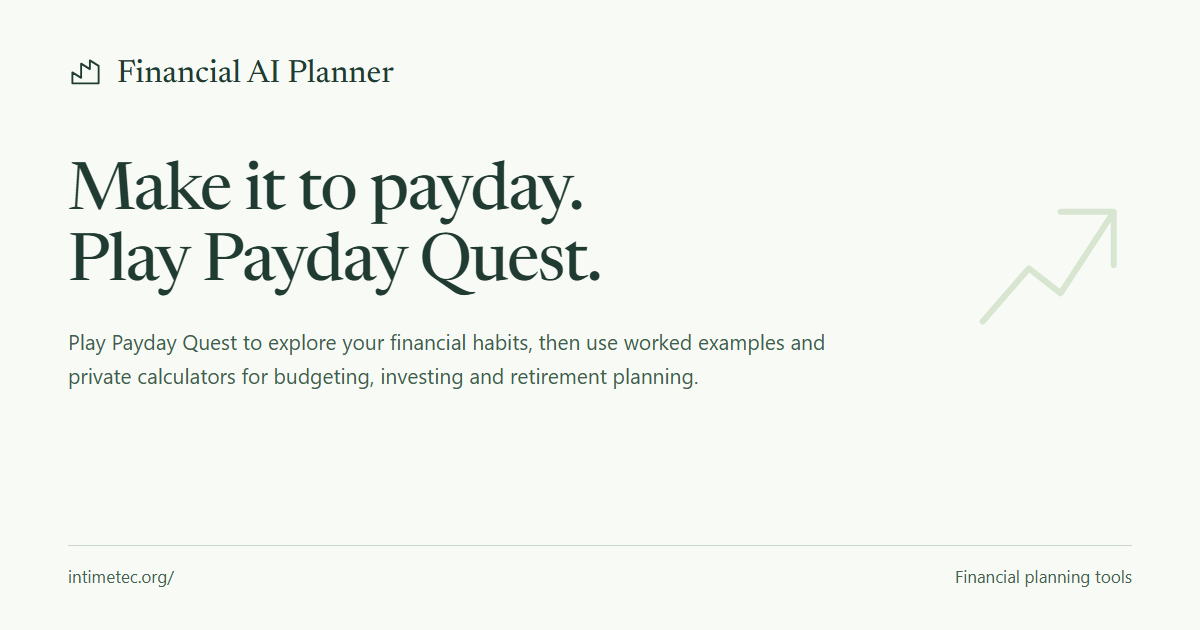 Financial AI Planner
Make it to payday.
Play Payday Quest.
Play Payday Quest to explore your financial habits, then use worked examples and
private calculators for budgeting, investing and retirement planning.
intimetec.org/
Financial planning tools